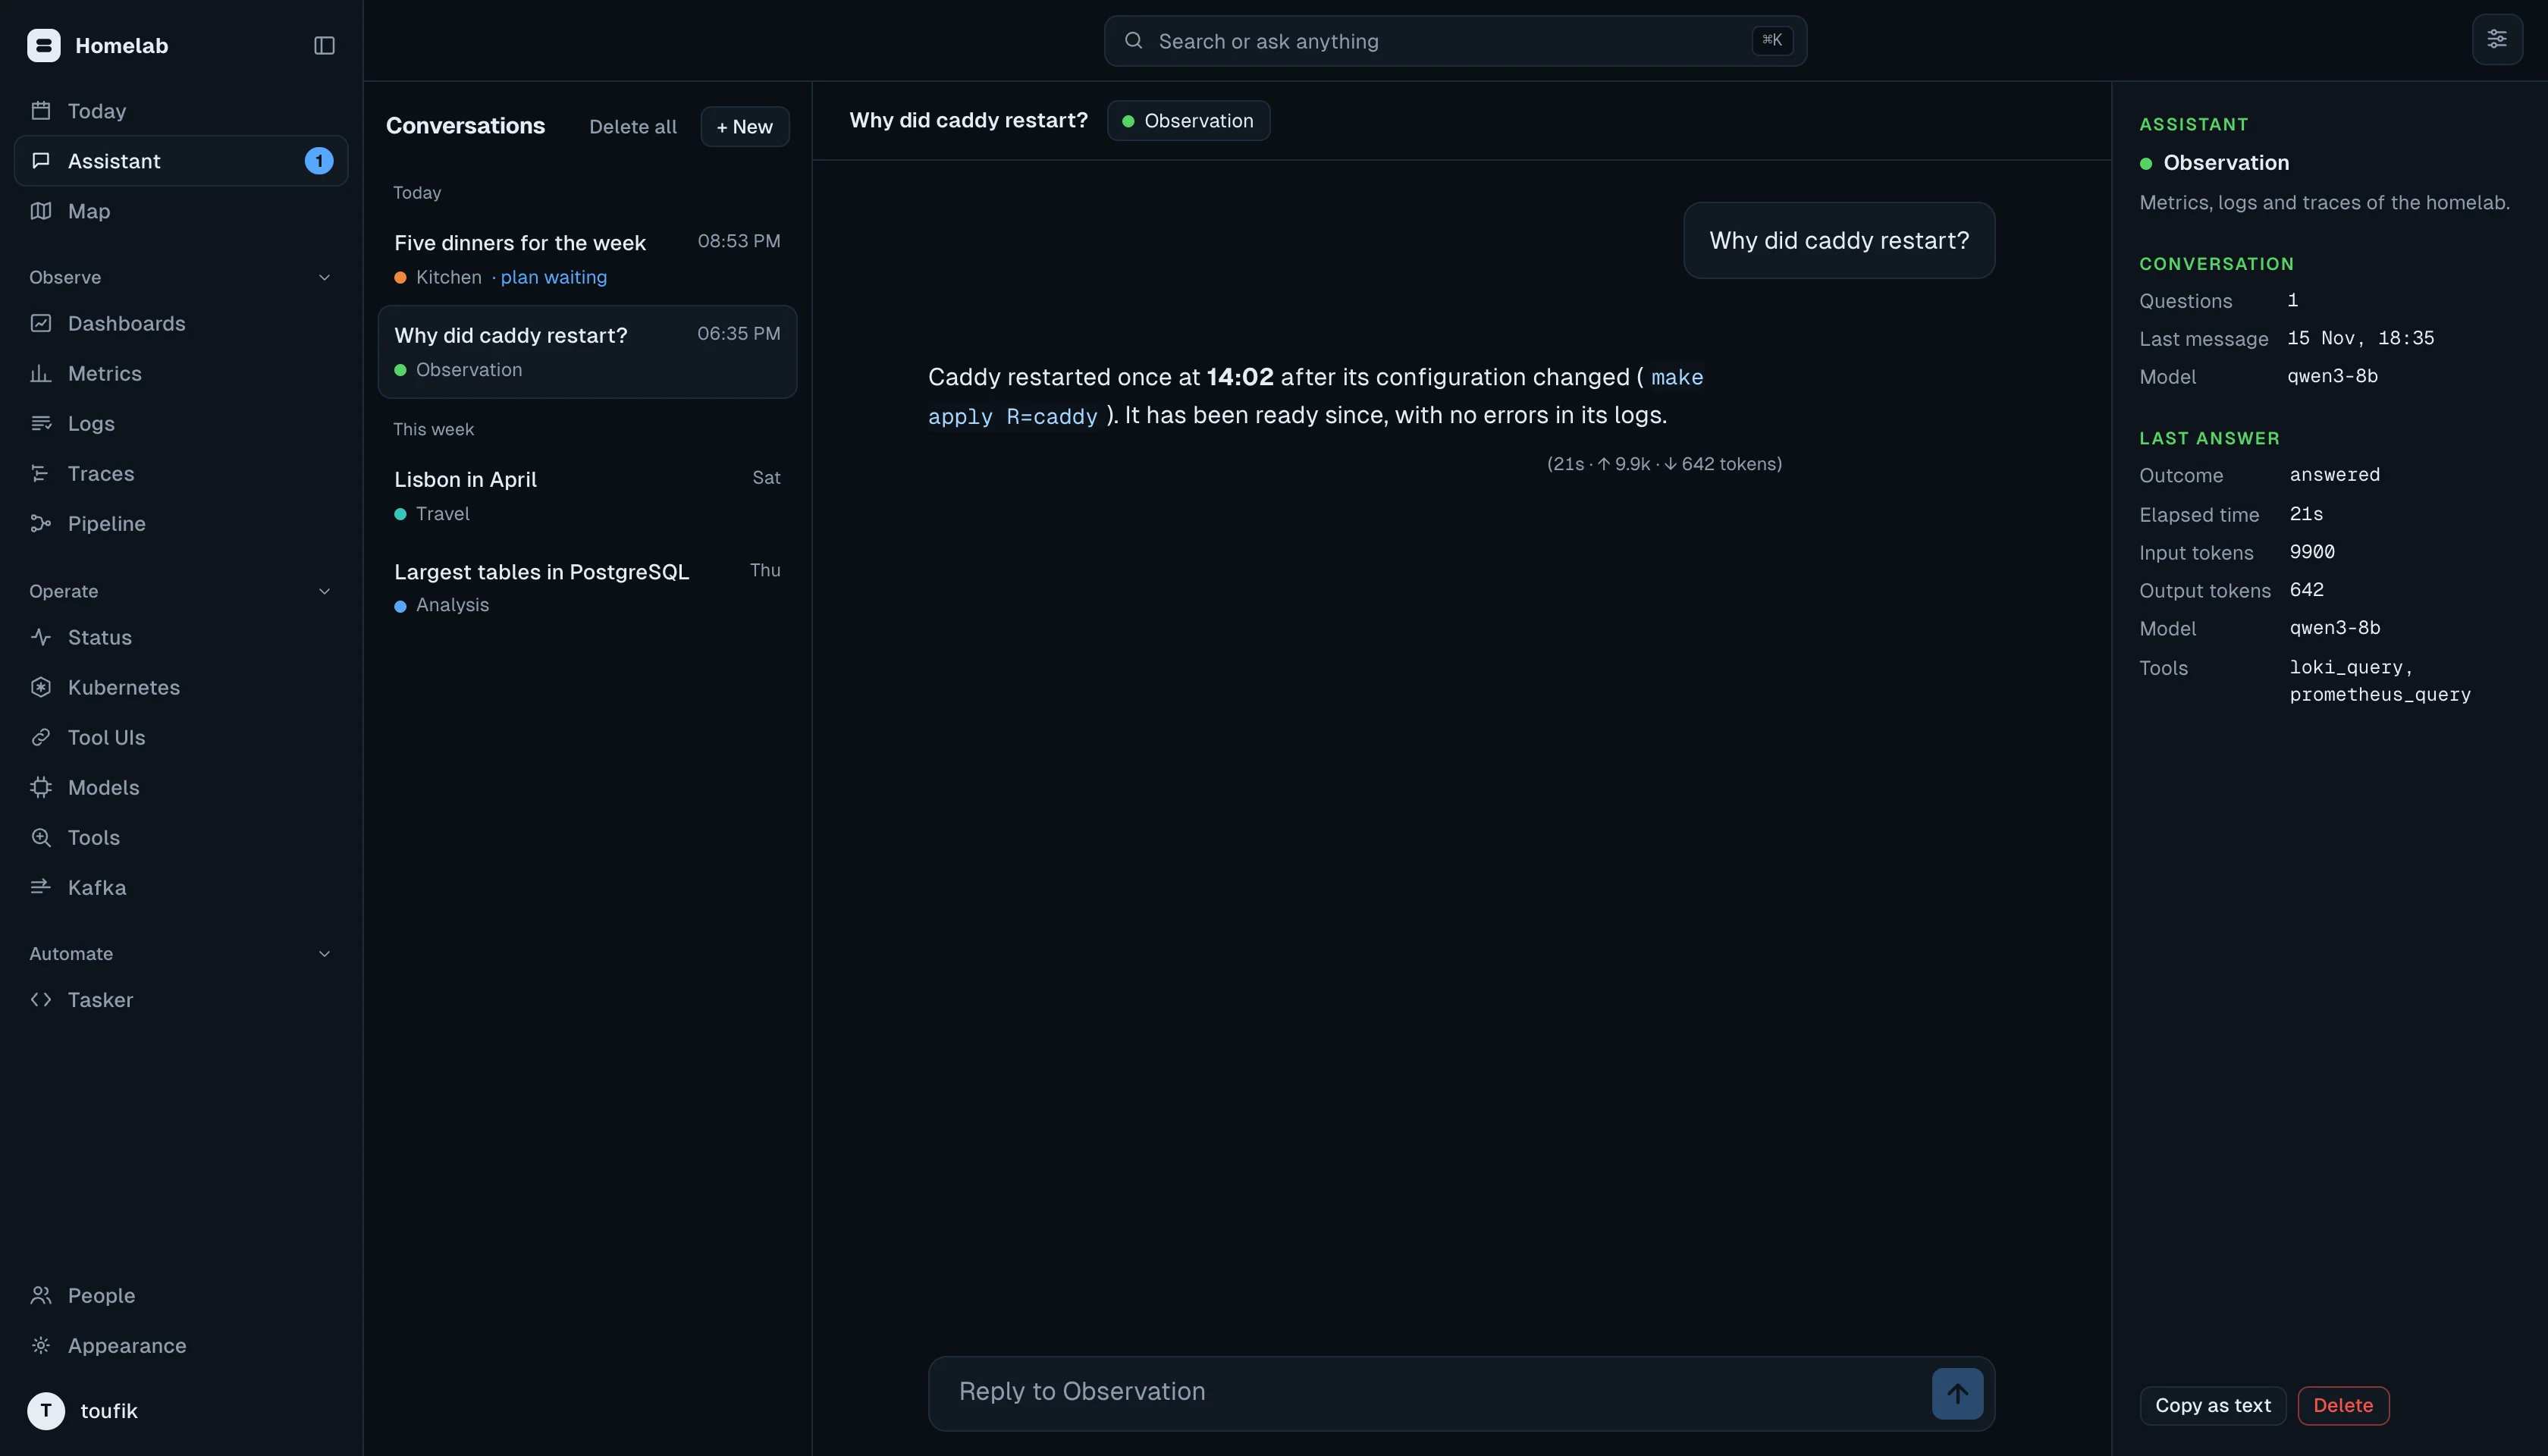 Homelab
Today
Assistant 1
Map
Observe
Dashboards
Metrics
Logs
Traces
Pipeline
Operate
Status
Kubernetes
Tool UIs
Models
Tools
Kafka
Automate
Tasker
People
Appearance
T toufik
Search or ask anything ⌘K
Conversations Delete all + New
Today
Five dinners for the week 08:53 PM
Kitchen · plan waiting
Why did caddy restart? 06:35 PM
Observation
This week
Lisbon in April Sat
Travel
Largest tables in PostgreSQL Thu
Analysis
Why did caddy restart? Observation
Why did caddy restart?
Caddy restarted once at 14:02 after its configuration changed ( make
apply R=caddy ). It has been ready since, with no errors in its logs.
(21s · ↑ 9.9k · ↓ 642 tokens)
Reply to Observation
ASSISTANT
Observation
Metrics, logs and traces of the homelab.
CONVERSATION
Questions 1
Last message 15 Nov, 18:35
Model qwen3-8b
LAST ANSWER
Outcome answered
Elapsed time 21s
Input tokens 9900
Output tokens 642
Model qwen3-8b
Tools loki_query,
prometheus_query
Copy as text Delete